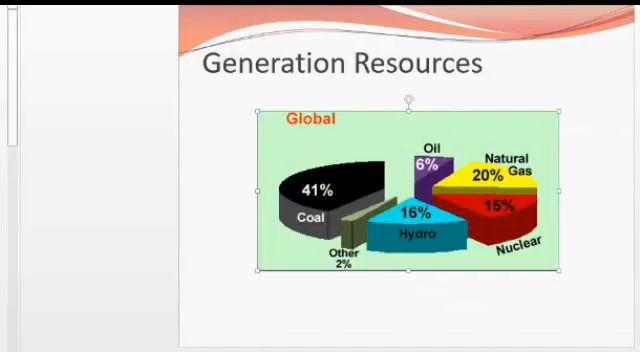 Generation Resources
Global
Oil
6%
Natural
Gas
20%
41%
15%
Coal
16%
Hydro
Nuclear
Other
2%